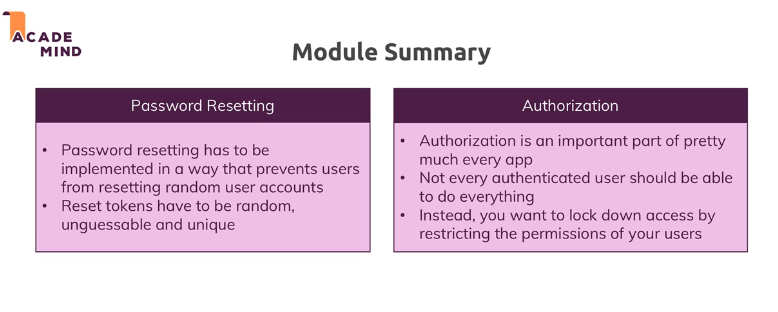 ACADE
MIND
Module Summary
Password Resetting
• Password resetting has to be
implemented in a way that prevents users
from resetting random user accounts
• Reset tokens have to be random,
unguessable and unique
Authorization
• Authorization is an important part of pretty
much every app
• Not every authenticated user should be able
to do everything
• Instead, you want to lock down access by
restricting the permissions of your users